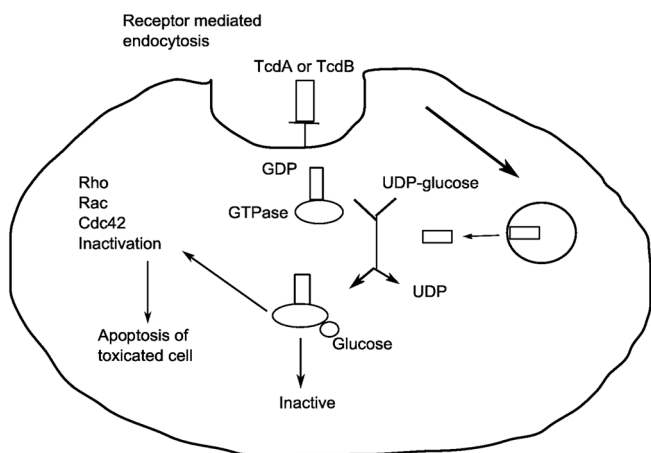 Receptor mediated
endocytosis
TcdA or TcdB
GDP
UDP-glucose
GTPase
Rho
Rac
Cdc42
Inactivation
UDP
Apoptosis of
toxicated cell
Glucose
Inactive